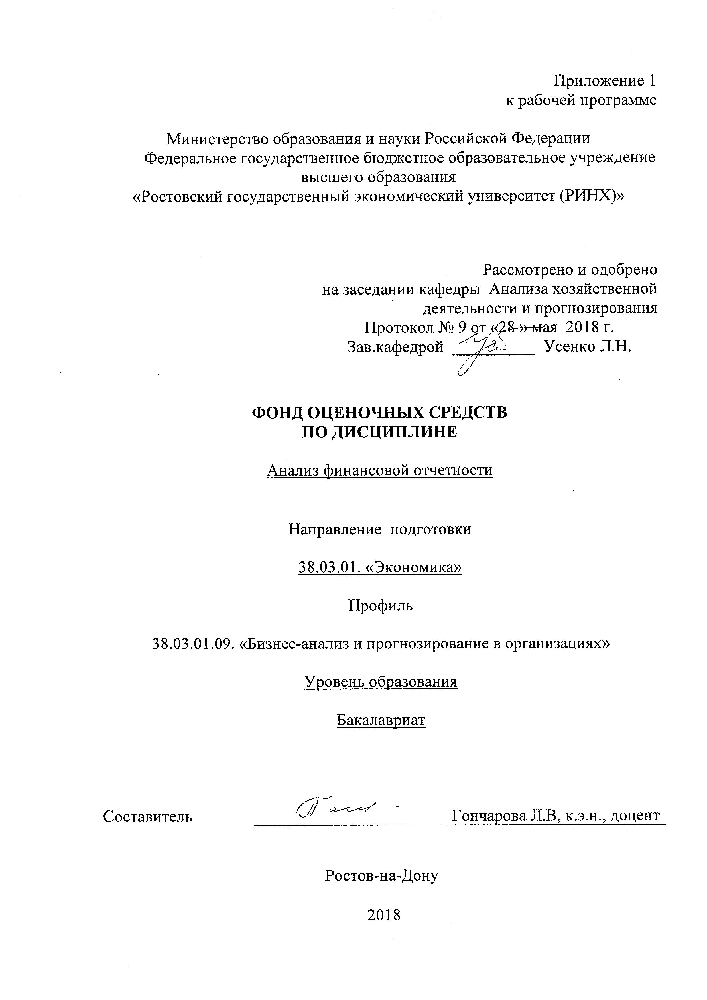 Приложение 1
к рабочей программе
Министерство образования и науки Российской Федерации
Федеральное государственное бюджетное образовательное учреждение
высшего образования
«Ростовский государственный экономический университет (РИНХ)»
Рассмотрено и одобрено
на заседании кафедры Анализа хозяйственной
деятельности и прогнозирования
Протокол № 9 от «28 » мая 2018 г.
Зав.кафедрой Усенко Л.Н.
ФОНД ОЦЕНОЧНЫХ СРЕДСТВ
ПО ДИСЦИПЛИНЕ
Анализ финансовой отчетности
Направление подготовки
38.03.01. «Экономика»
Профиль
38.03.01.09. «Бизнес-анализ и прогнозирование в организациях»
Уровень образования
Бакалавриат
Составитель Гончарова Л.В, к.э.н., доцент
Ростов-на-Дону
2018